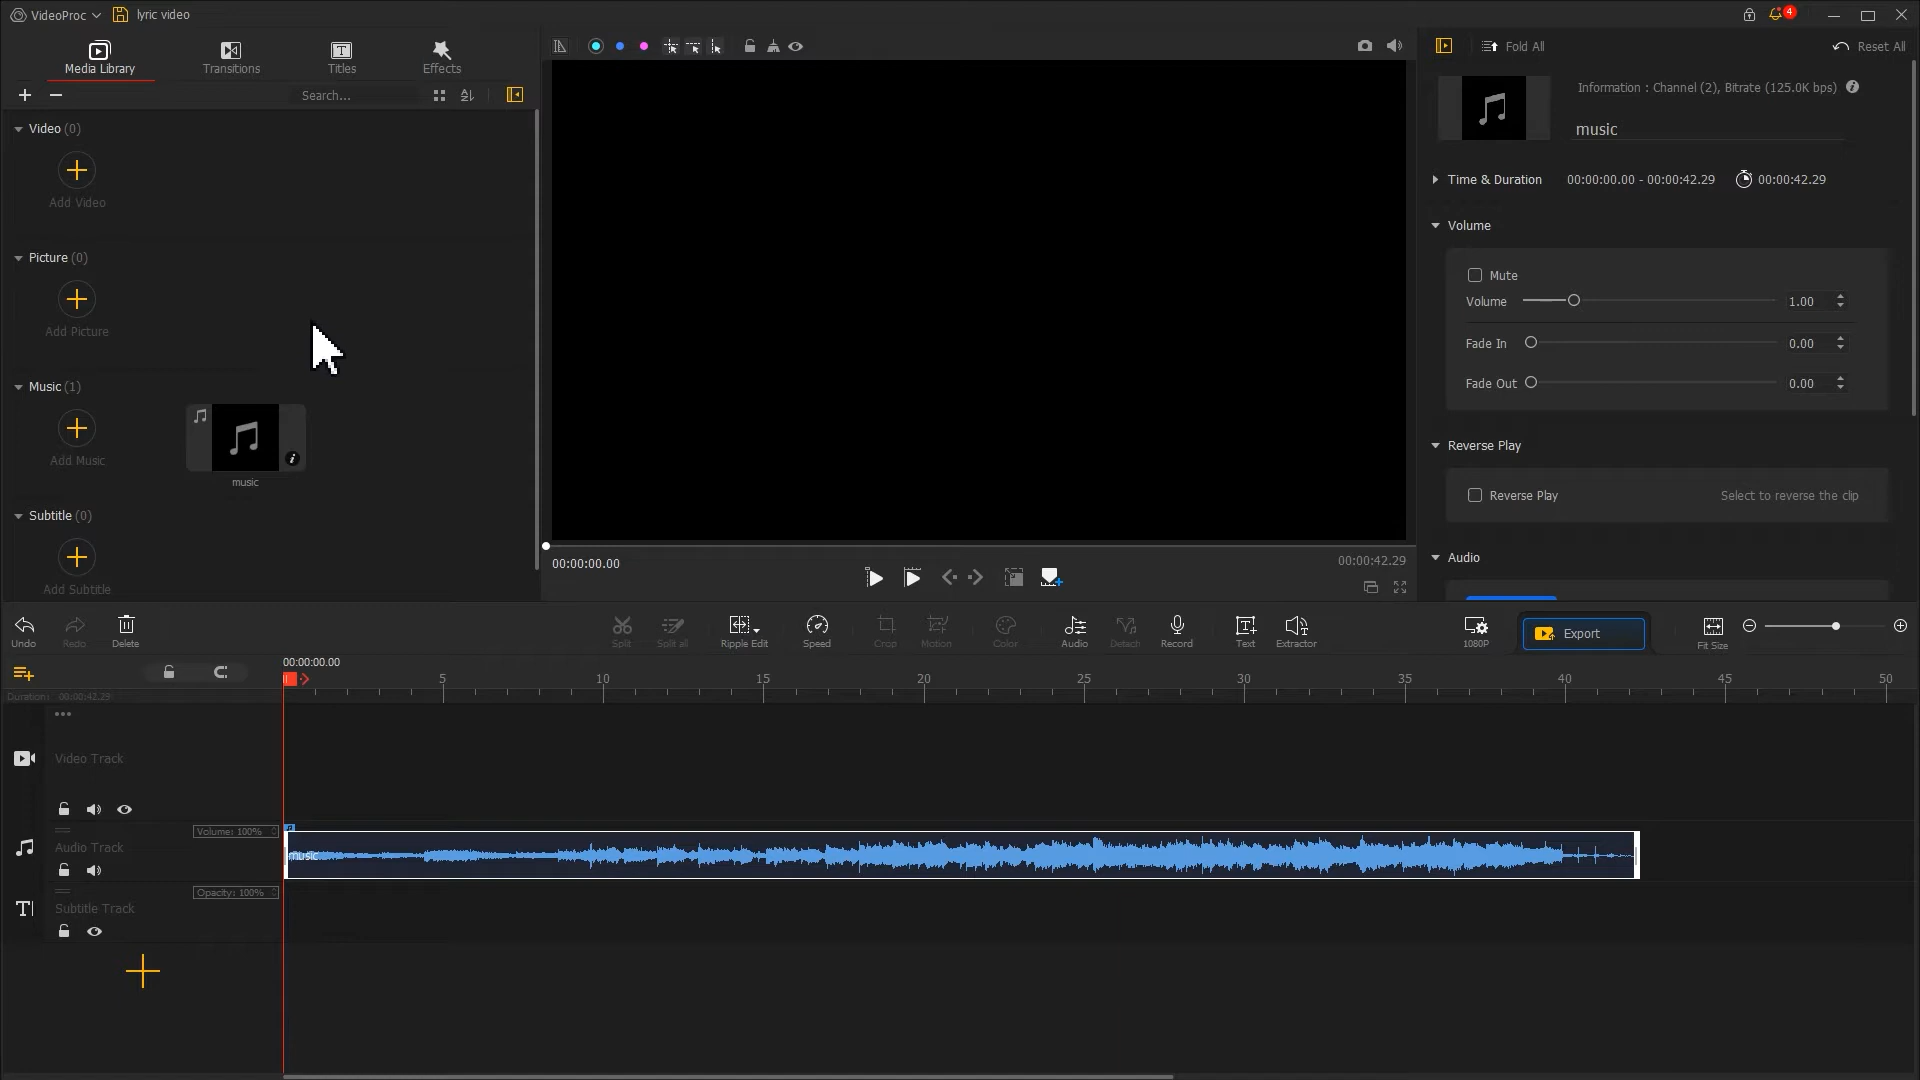 VideoProc
lyric video
4
Media Library
Transitions
Titles
Effects
Search...
Fold All
Reset All
Information : Channel (2), Bitrate (125.0K bps)
music
Video (0)
Add Video
Picture (0)
Add Picture
Music (1)
Add Music
music
Subtitle (0)
Add Subtitle
Time & Duration
00:00:00.00 - 00:00:42.29
00:00:42.29
Volume
Mute
Volume
1.00
Fade In
0.00
Fade Out
0.00
Reverse Play
Reverse Play
Select to reverse the clip
Audio
00:00:00.00
00:00:42.29
Undo
Redo
Delete
Split
Split all
Ripple Edit
Speed
Crop
Motion
Color
Audio
Detach
Record
Text
Extractor
1080P
Export
Fit Size
00:00:00.00
5
10
15
20
25
30
35
40
45
50
Duration: 00:00:42.29
Video Track
Volume: 100%
Audio Track
music
Opacity: 100%
Subtitle Track